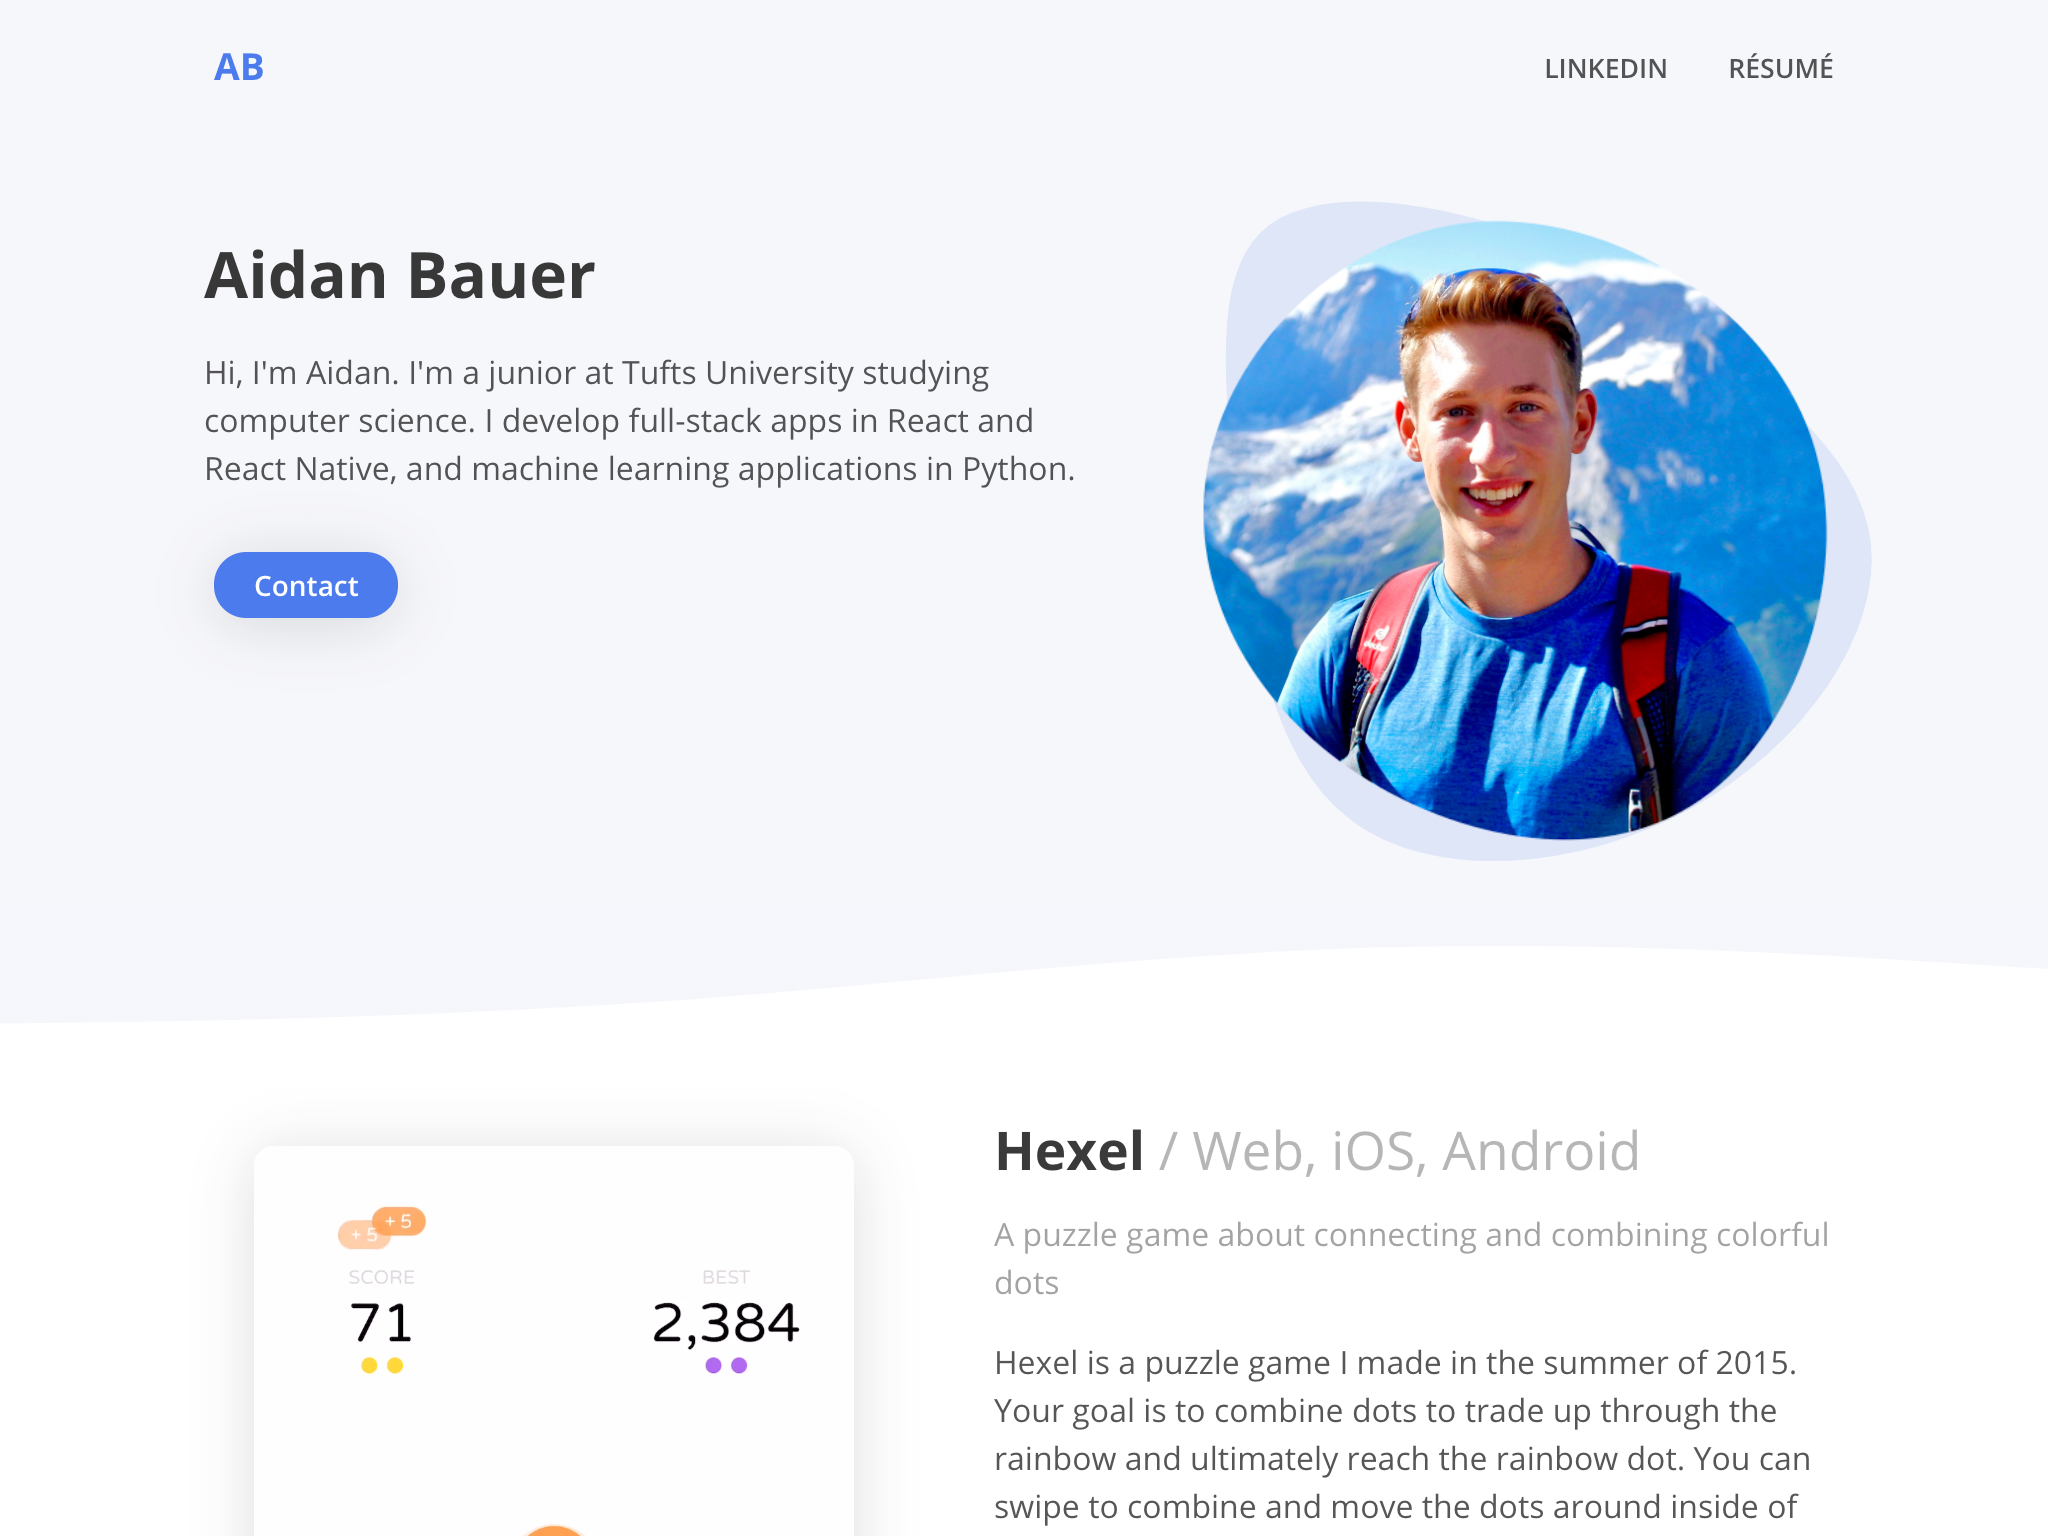 AB
LINKEDIN
RÉSUMÉ
Aidan Bauer
Hi, I'm Aidan. I'm a junior at Tufts University studying
computer science. I develop full-stack apps in React and
React Native, and machine learning applications in Python.
Contact
Hexel / Web, iOS, Android
A puzzle game about connecting and combining colorful
dots
Hexel is a puzzle game I made in the summer of 2015.
Your goal is to combine dots to trade up through the
rainbow and ultimately reach the rainbow dot. You can
swipe to combine and move the dots around inside of
+ 5
+ 5
SCORE
BEST
71
2,384